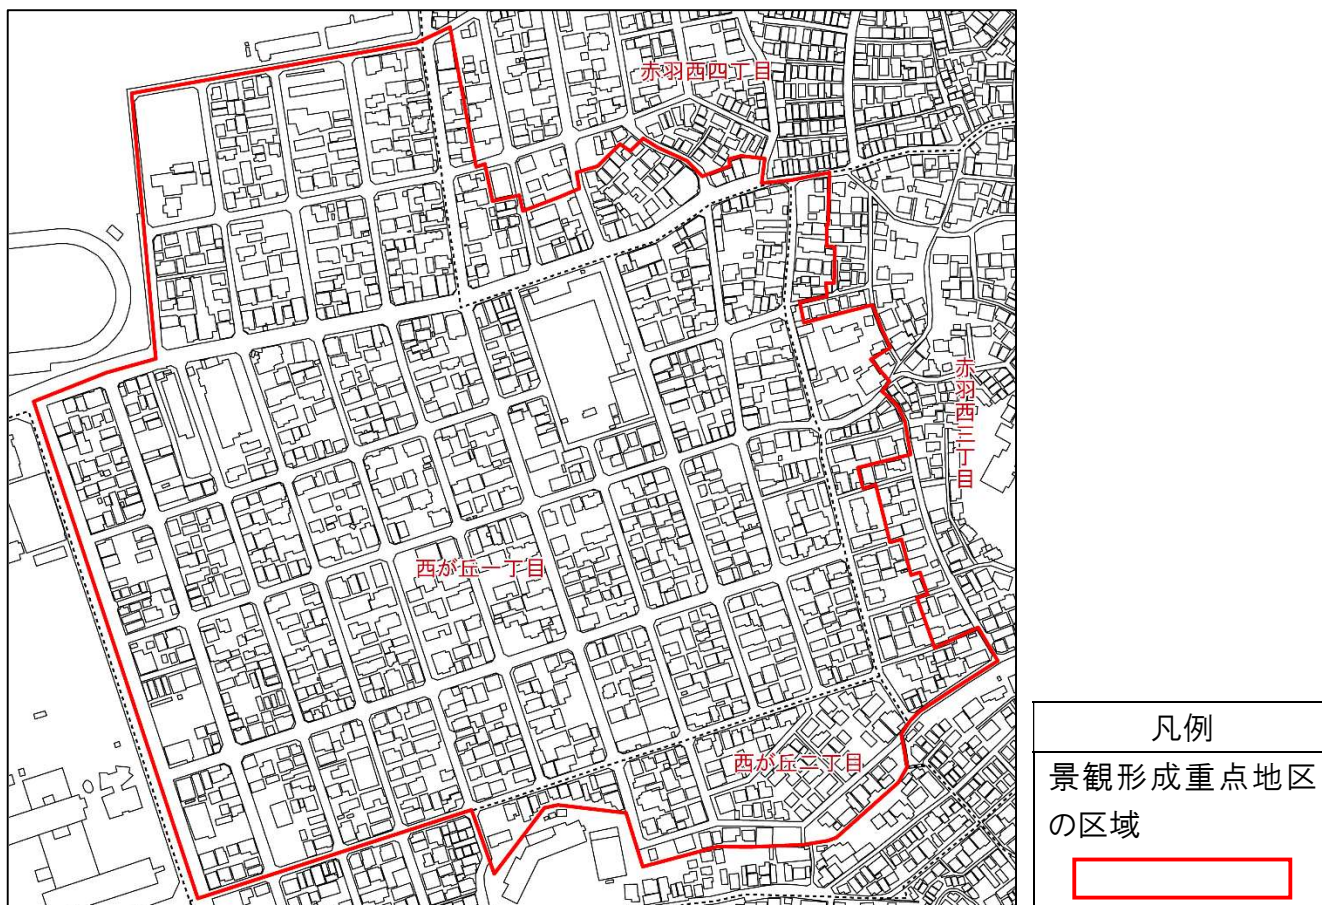 赤羽西四丁目
赤羽西三丁目
西が丘一丁目
西が丘二丁目
凡例
景観形成重点地区
の区域